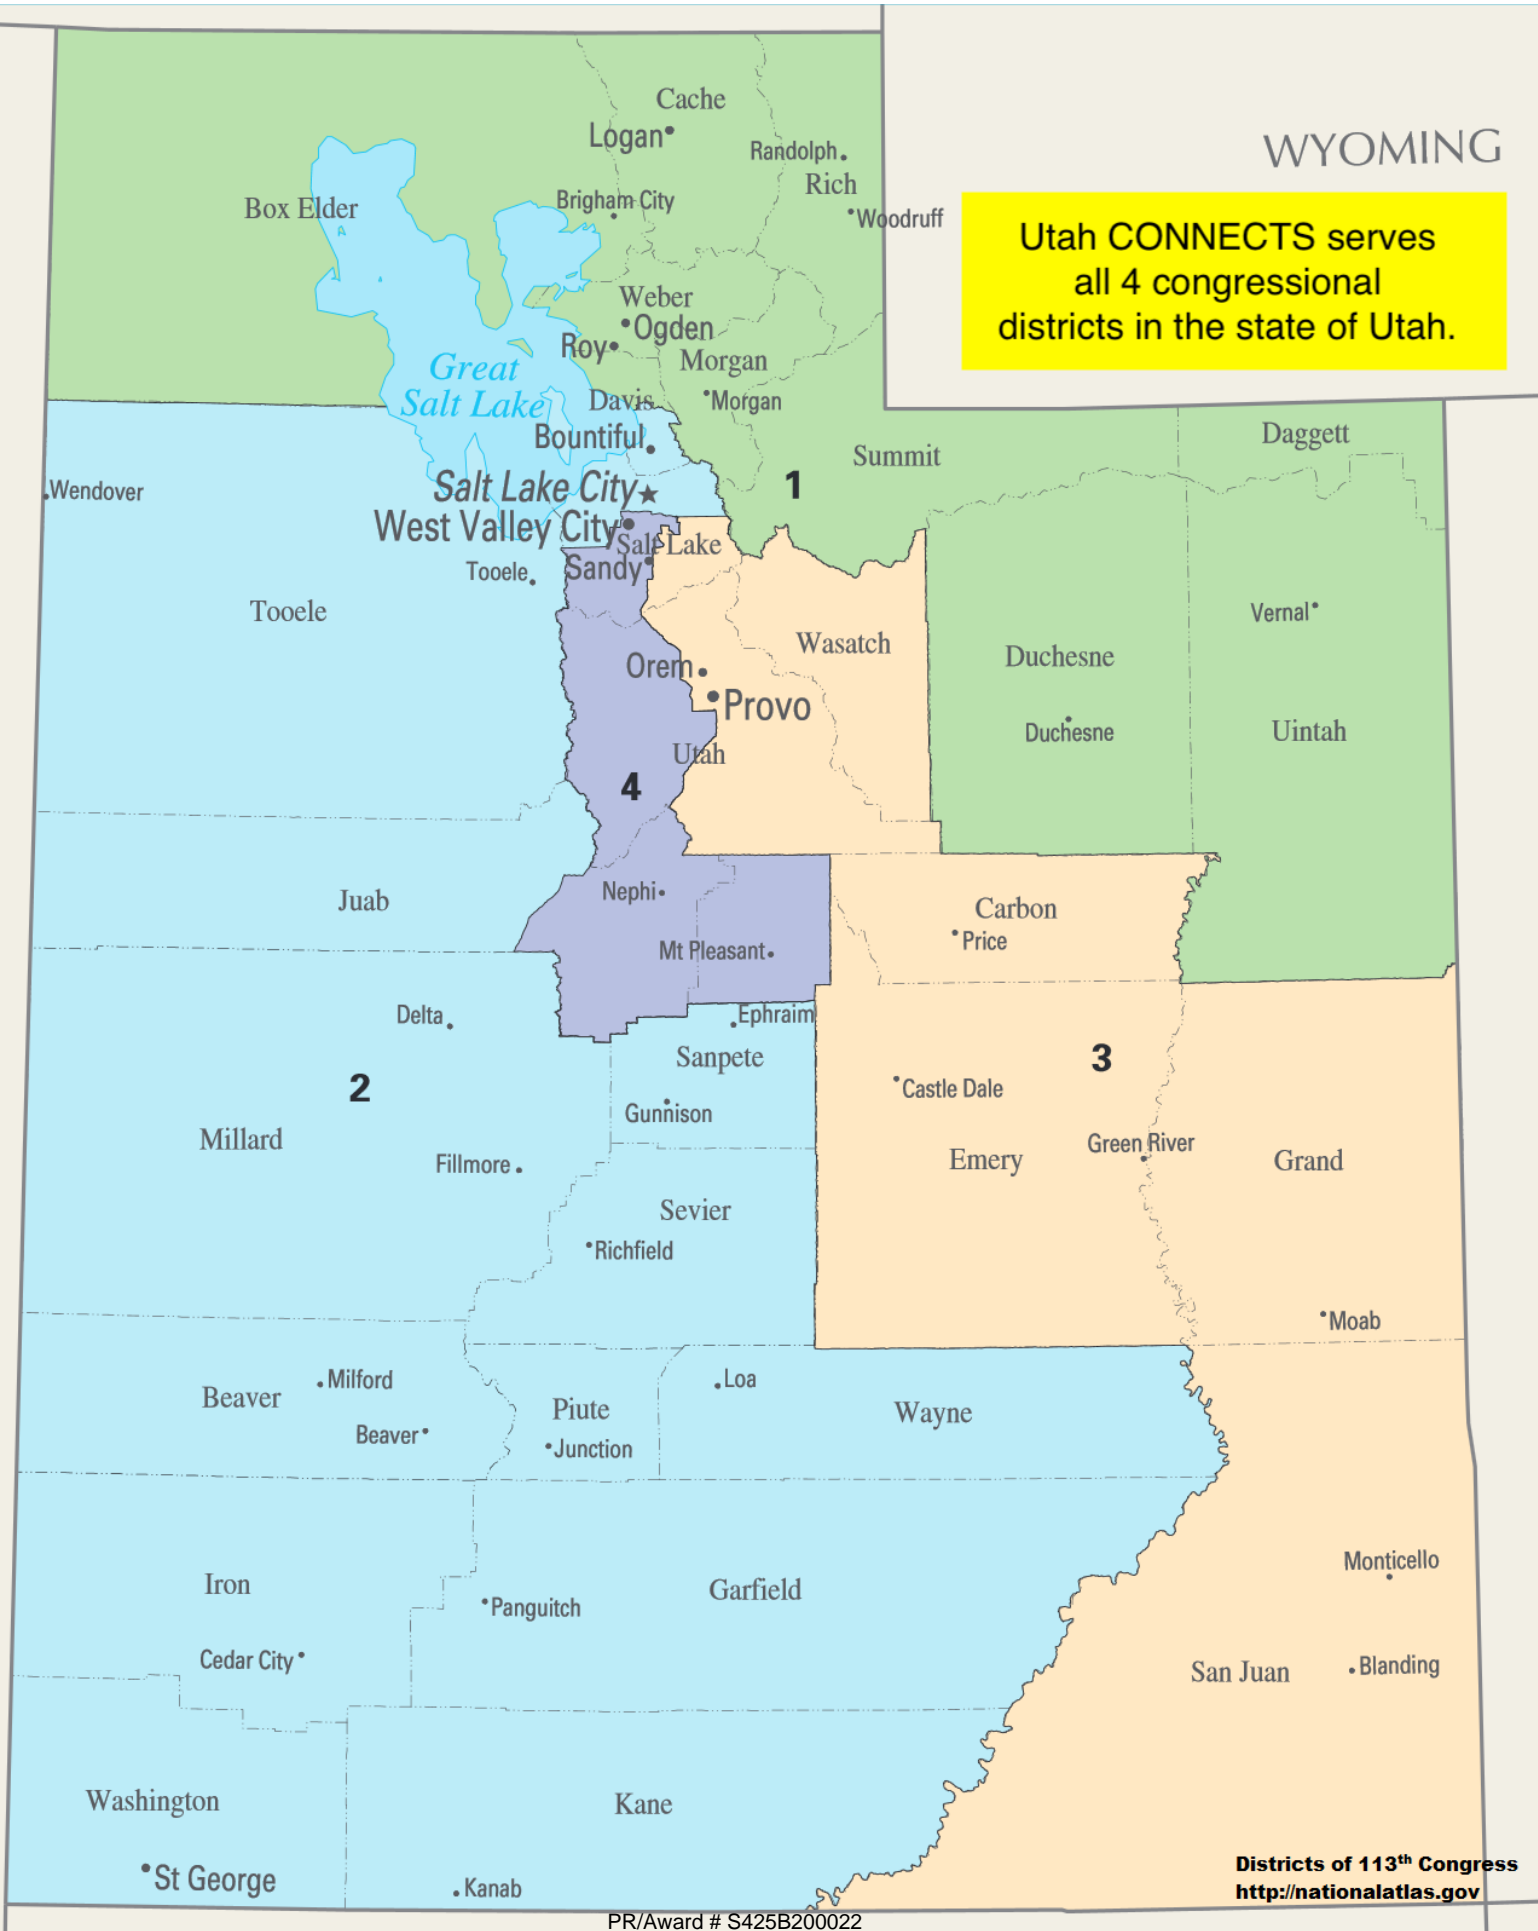 Cache
Logan
Randolph
WYOMING
Rich
Brigham City
Box Elder
Woodruff
Utah CONNECTS serves
all 4 congressional
districts in the state of Utah.
Weber
Ogden
Roy
Morgan
Great
Salt Lake
Davis
Morgan
Bountiful
Daggett
Summit
1
Salt Lake City
Wendover
West Valley City
Salt Lake
Sandy
Tooele
Tooele
Vernal
Wasatch
Duchesne
Orem
Provo
Duchesne
Uintah
Utah
4
Nephi
Juab
Carbon
Price
Mt Pleasant
Delta
Ephraim
Sanpete
3
2
Castle Dale
Gunnison
Millard
Green River
Fillmore
Emery
Grand
Sevier
Richfield
Moab
Milford
Loa
Beaver
Piute
Wayne
Beaver
Junction
Monticello
Iron
Garfield
Panguitch
Cedar City
San Juan
Blanding
Washington
Kane
St George
Kanab
Districts of 113th Congress
http://nationalatlas.gov
PR/Award # S425B200022